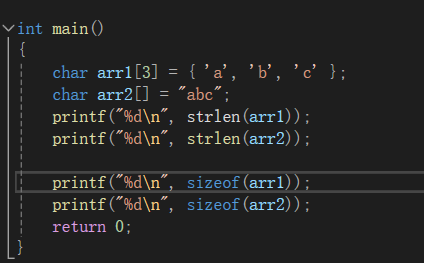 int main()
{
    char arr1[3] = { 'a', 'b', 'c' };
    char arr2[] = "abc";
    printf("%d\n", strlen(arr1));
    printf("%d\n", strlen(arr2));

    printf("%d\n", sizeof(arr1));
    printf("%d\n", sizeof(arr2));
    return 0;
}